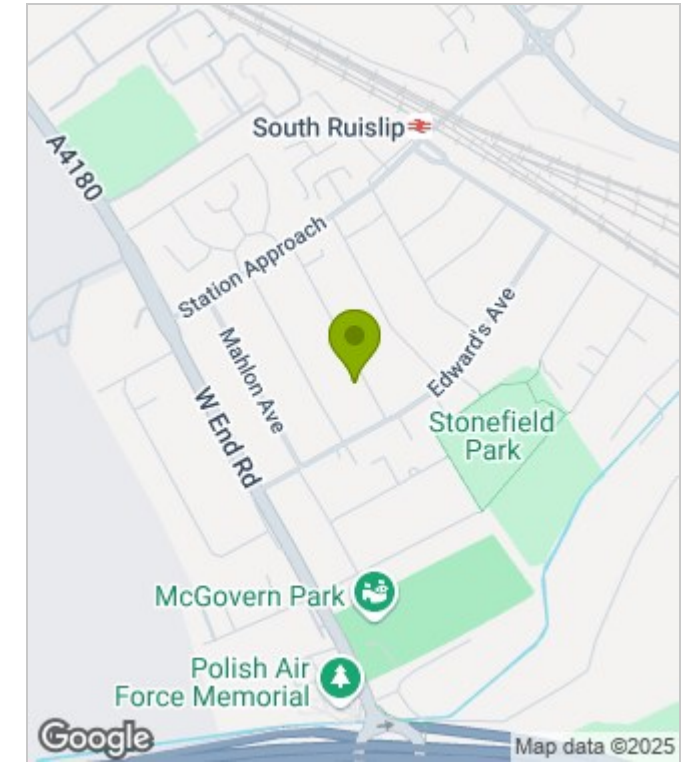 South Ruislip
A4180
Station Approach
Mahlon Ave
Edward's Ave
W End Rd
Stonefield
Park
McGovern Park
Polish Air
Force Memorial
Google
Map data ©2025